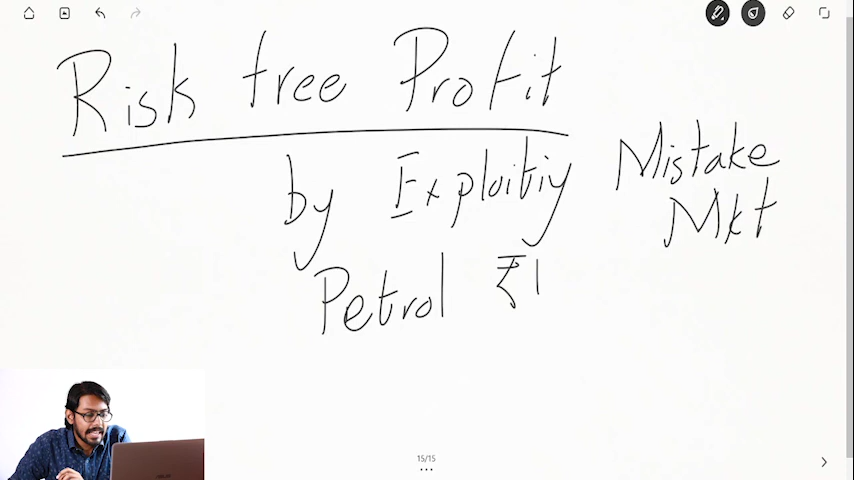 Risk free Profit
by Exploitiy Mistake
Mkt
Petrol ₹1
15/15